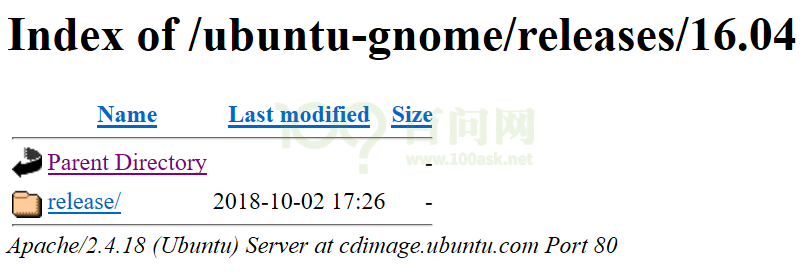 Index of /ubuntu-gnome/releases/16.04
Name Last modified Size
Parent Directory -
release/ 2018-10-02 17:26 -
Apache/2.4.18 (Ubuntu) Server at cdimage.ubuntu.com Port 80
100 百问网
www.100ask.net